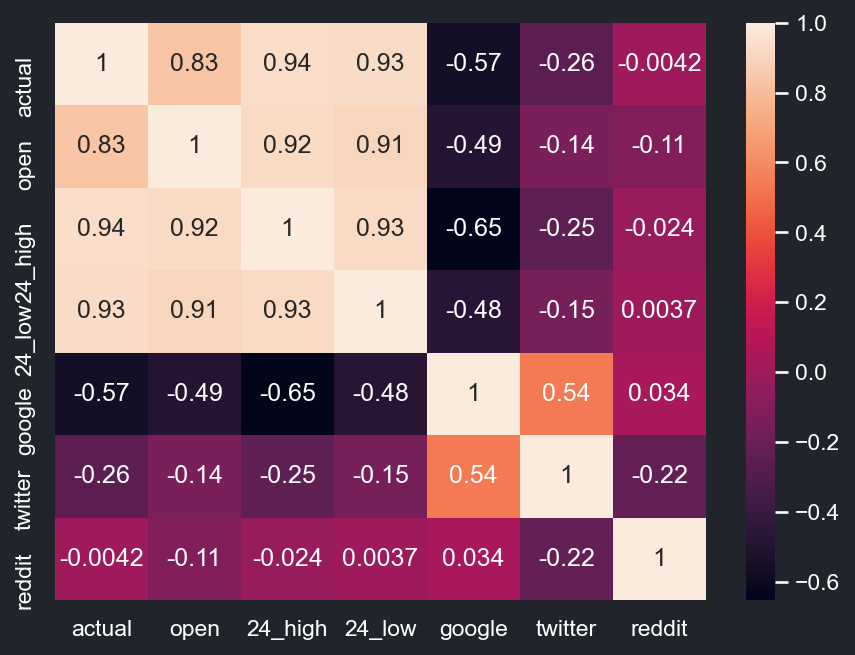 actual 1 0.83 0.94 0.93 -0.57 -0.26 -0.0042
open 0.83 1 0.92 0.91 -0.49 -0.14 -0.11
24_high 0.94 0.92 1 0.93 -0.65 -0.25 -0.024
24_low 0.93 0.91 0.93 1 -0.48 -0.15 0.0037
google -0.57 -0.49 -0.65 -0.48 1 0.54 0.034
twitter -0.26 -0.14 -0.25 -0.15 0.54 1 -0.22
reddit -0.0042 -0.11 -0.024 0.0037 0.034 -0.22 1
actual open 24_high 24_low google twitter reddit
1.0
0.8
0.6
0.4
0.2
0.0
−0.2
−0.4
−0.6